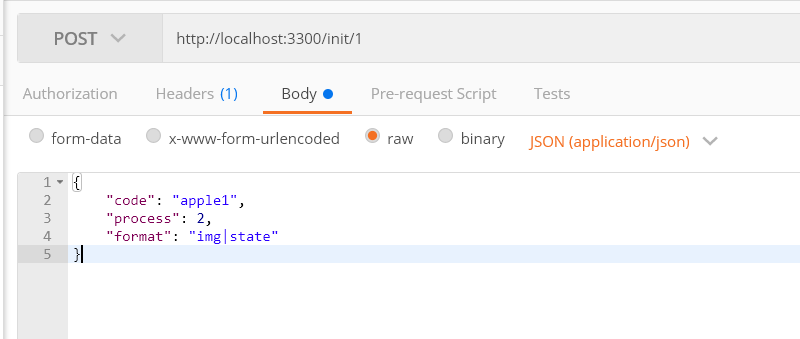 POST http://localhost:3300/init/1
Authorization Headers (1) Body Pre-request Script Tests
form-data x-www-form-urlencoded raw binary JSON (application/json)
1 {
2 "code": "apple1",
3 "process": 2,
4 "format": "img|state"
5 }